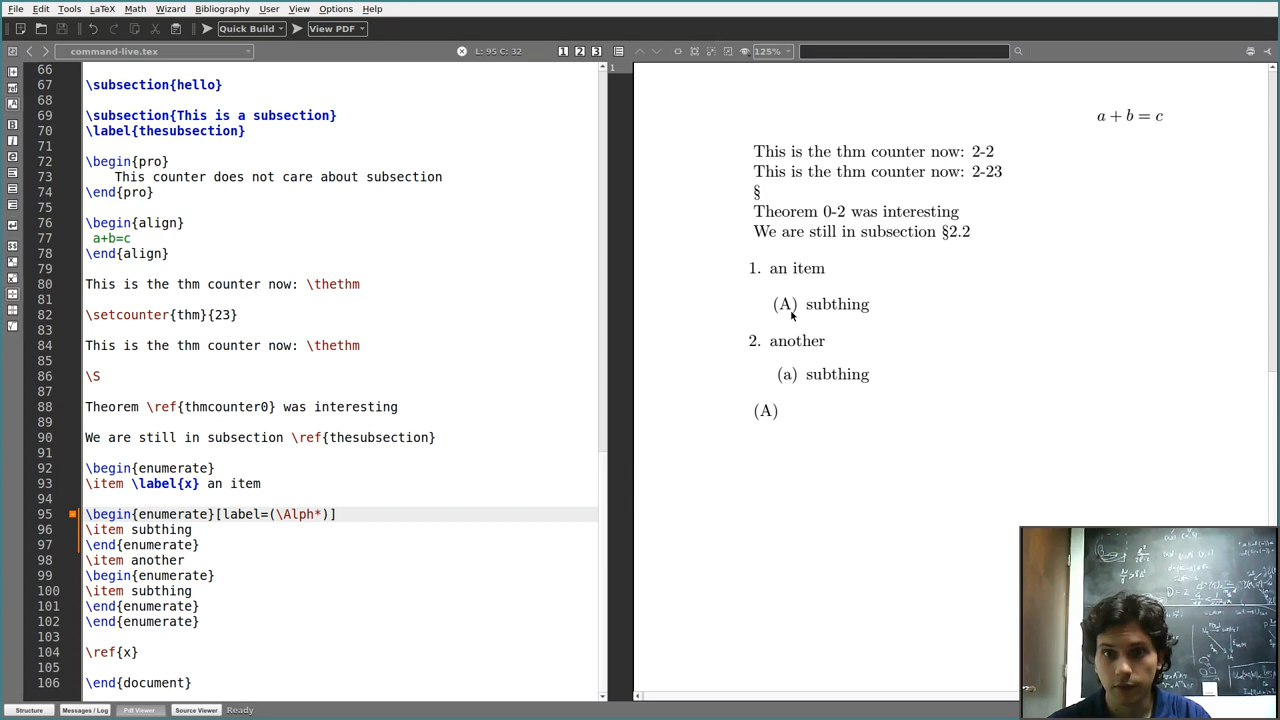 File Edit Tools LaTeX Math Wizard Bibliography User View Options Help
Quick Build View PDF
command-live.tex L: 95 C: 32 1 2 3 125%
66
67 \subsection{hello}
68
69 \subsection{This is a subsection}
70 \label{thesubsection}
71
72 \begin{pro}
73 This counter does not care about subsection
74 \end{pro}
75
76 \begin{align}
77 a+b=c
78 \end{align}
79
80 This is the thm counter now: \thethm
81
82 \setcounter{thm}{23}
83
84 This is the thm counter now: \thethm
85
86 \S
87
88 Theorem \ref{thmcounter0} was interesting
89
90 We are still in subsection \ref{thesubsection}
91
92 \begin{enumerate}
93 \item \label{x} an item
94
95 \begin{enumerate}[label=(\Alph*)]
96 \item subthing
97 \end{enumerate}
98 \item another
99 \begin{enumerate}
100 \item subthing
101 \end{enumerate}
102 \end{enumerate}
103
104 \ref{x}
105
106 \end{document}
1
a + b = c
This is the thm counter now: 2-2
This is the thm counter now: 2-23
§
Theorem 0-2 was interesting
We are still in subsection §2.2
1. an item
(A) subthing
2. another
(a) subthing
(A)
Structure Messages / Log Pdf Viewer Source Viewer Ready